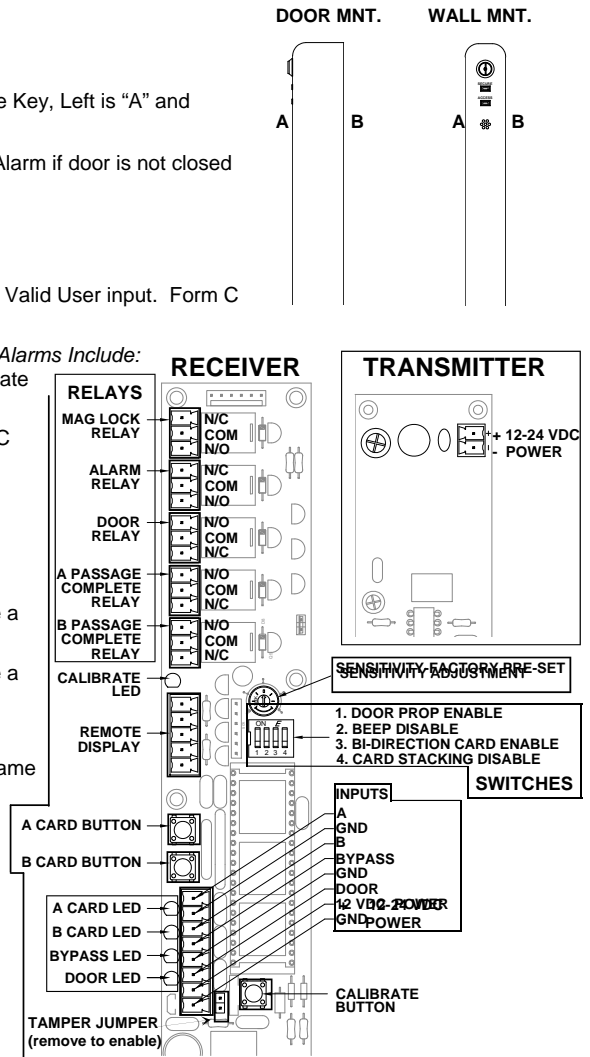 DOOR MNT. WALL MNT.
SECURE
ACCESS
A B A B
e Key, Left is “A” and
Alarm if door is not closed
Valid User input. Form C
Alarms Include:
ate
C
e a
e a
ame
RECEIVER
RELAYS
MAG LOCK
RELAY
N/C
COM
N/O
ALARM
RELAY
N/C
COM
N/O
DOOR
RELAY
N/O
COM
N/C
A PASSAGE
COMPLETE
RELAY
N/O
COM
N/C
B PASSAGE
COMPLETE
RELAY
N/O
COM
N/C
CALIBRATE
LED
REMOTE
DISPLAY
A CARD BUTTON
B CARD BUTTON
A CARD LED
B CARD LED
BYPASS LED
DOOR LED
TAMPER JUMPER
(remove to enable)
TRANSMITTER
+ + 12-24 VDC
- - POWER
SENSITIVITY-FACTORY PRE-SET
SENSITIVITY ADJUSTMENT
ON
1 2 3 4
1. DOOR PROP ENABLE
2. BEEP DISABLE
3. BI-DIRECTION CARD ENABLE
4. CARD STACKING DISABLE
SWITCHES
INPUTS
A
GND
B
BYPASS
GND
DOOR
12 VDC POWER
+ 12-24 VDC
GND
POWER
CALIBRATE
BUTTON